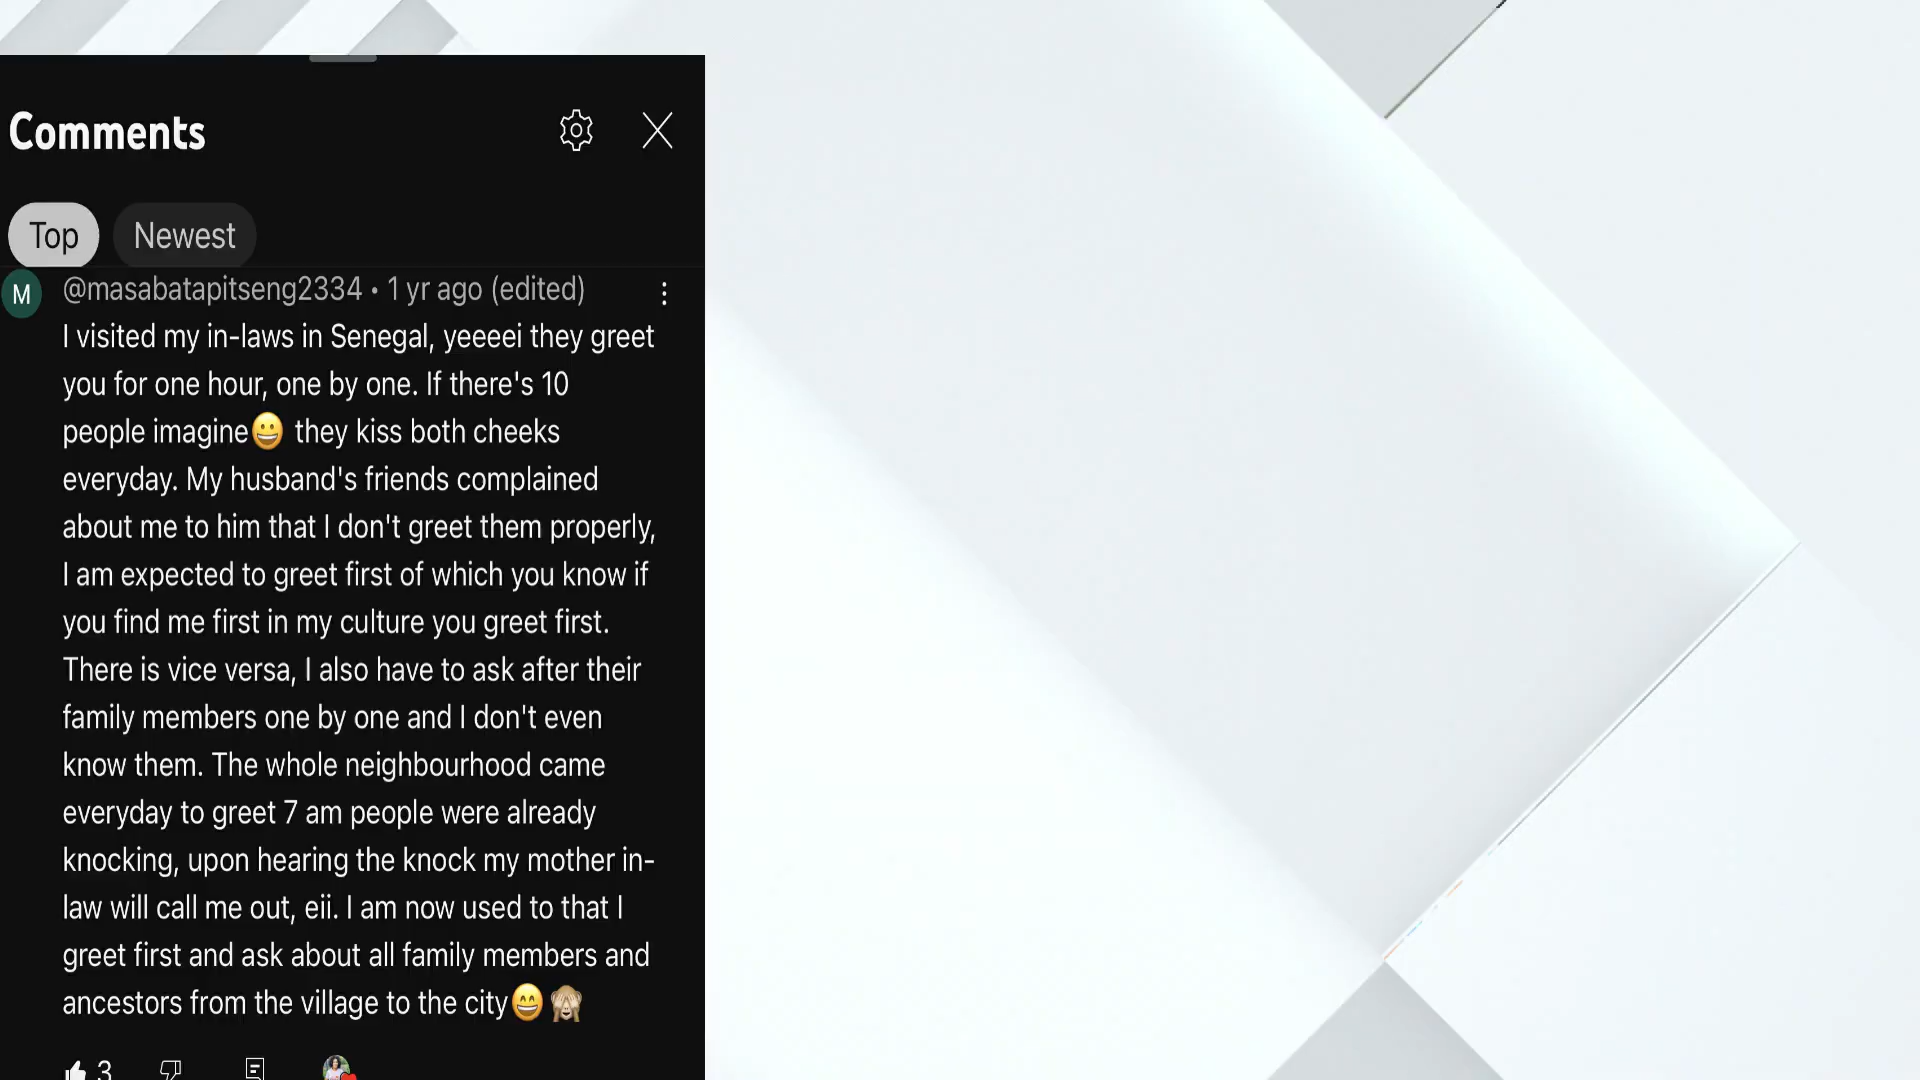 Comments
Top Newest
M @masabatapitseng2334 • 1 yr ago (edited)
I visited my in-laws in Senegal, yeeeei they greet
you for one hour, one by one. If there's 10
people imagine😀 they kiss both cheeks
everyday. My husband's friends complained
about me to him that I don't greet them properly,
I am expected to greet first of which you know if
you find me first in my culture you greet first.
There is vice versa, I also have to ask after their
family members one by one and I don't even
know them. The whole neighbourhood came
everyday to greet 7 am people were already
knocking, upon hearing the knock my mother in-
law will call me out, eii. I am now used to that I
greet first and ask about all family members and
ancestors from the village to the city😄🙈
3